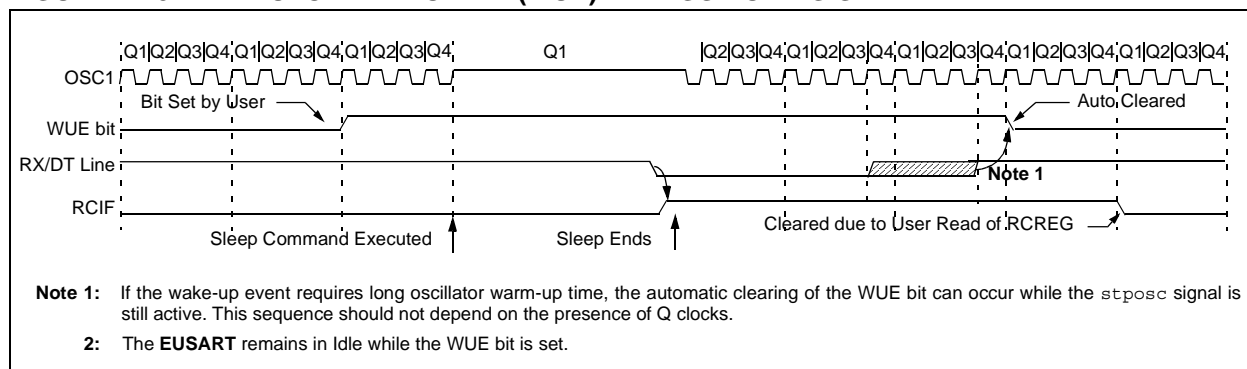 Q1 Q2 Q3 Q4 Q1 Q2 Q3 Q4 Q1 Q2 Q3 Q4 Q1 Q2 Q3 Q4 Q1 Q2 Q3 Q4 Q1 Q2 Q3 Q4 Q1 Q2 Q3 Q4 Q1 Q2 Q3 Q4
OSC1
Bit Set by User
Auto Cleared
WUE bit
RX/DT Line
Note 1
RCIF
Cleared due to User Read of RCREG
Sleep Command Executed
Sleep Ends
Note 1: If the wake-up event requires long oscillator warm-up time, the automatic clearing of the WUE bit can occur while the stposc signal is
still active. This sequence should not depend on the presence of Q clocks.
2: The EUSART remains in Idle while the WUE bit is set.